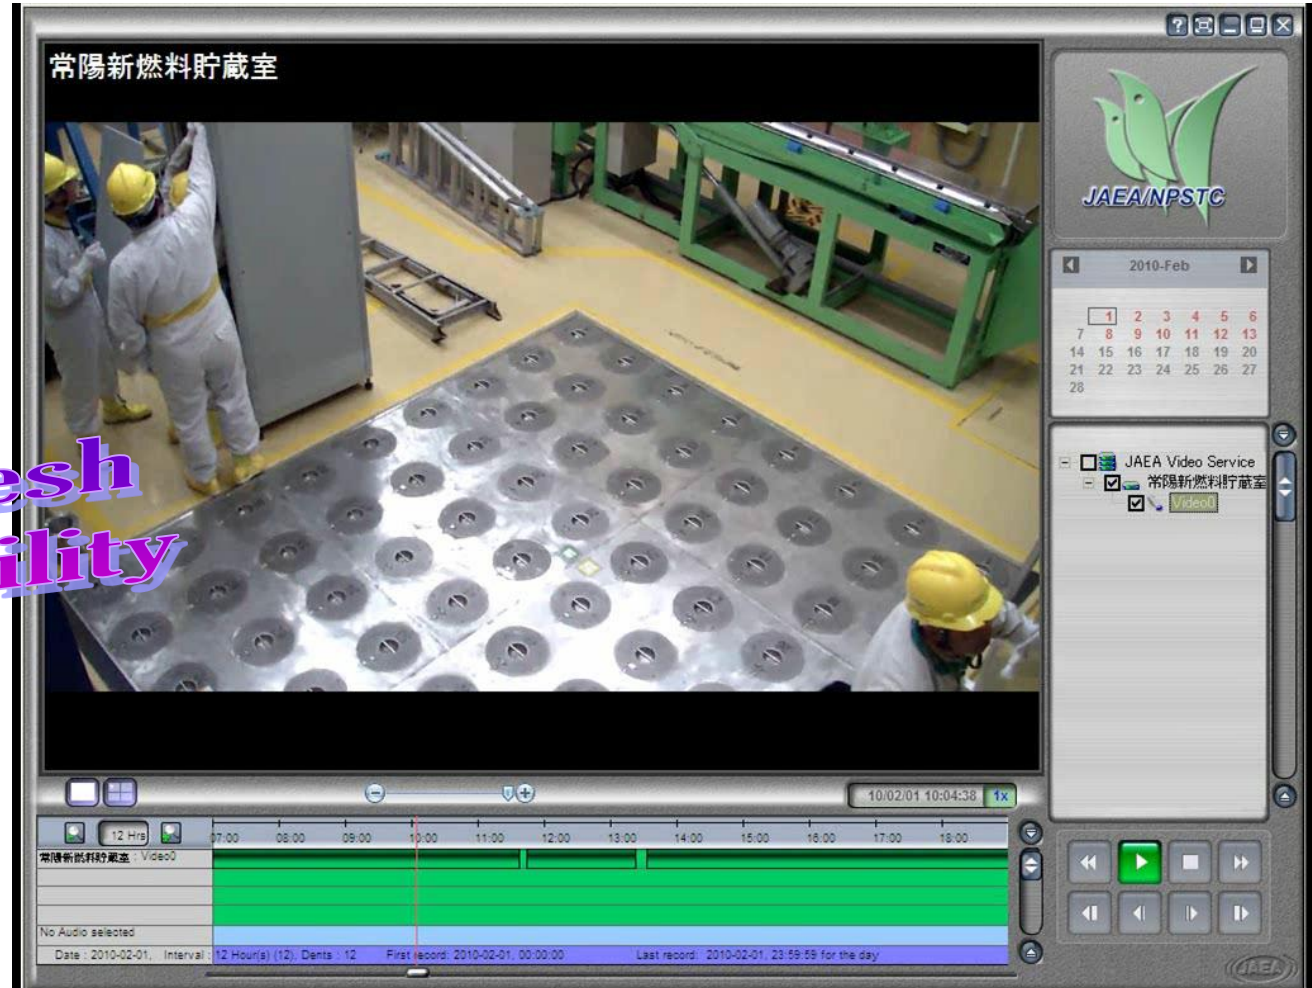 常陽新燃料貯蔵室
JAEA/NPSTC
2010-Feb
1 2 3 4 5 6
7 8 9 10 11 12 13
14 15 16 17 18 19 20
21 22 23 24 25 26 27
28
esh
ility
JAEA Video Service
常陽新燃料貯蔵室
Video0
10/02/01 10:04:38 1x
12 Hrs
07:00 08:00 09:00 10:00 11:00 12:00 13:00 14:00 15:00 16:00 17:00 18:00
常陽新燃料貯蔵室 : Video0
No Audio selected
Date : 2010-02-01, Interval : 12 Hour(s) (12), Dents : 12 First record: 2010-02-01, 00:00:00 Last record: 2010-02-01, 23:59:59 for the day
JAEA